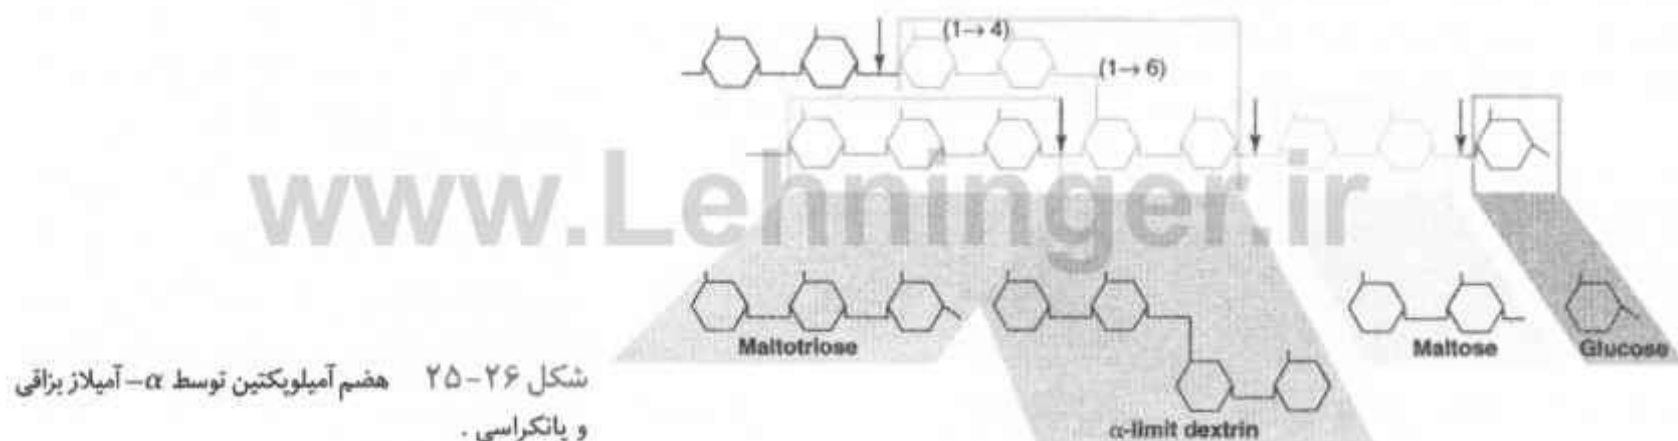 (1→ 4)
(1→ 6)
www.Lehninger.ir
Maltotriose
Maltose
Glucose
α-limit dextrin
شکل ۲۶-۲۵ هضم آمیلوپکتین توسط α- آمیلاز بزاقی
و پانکراسی .